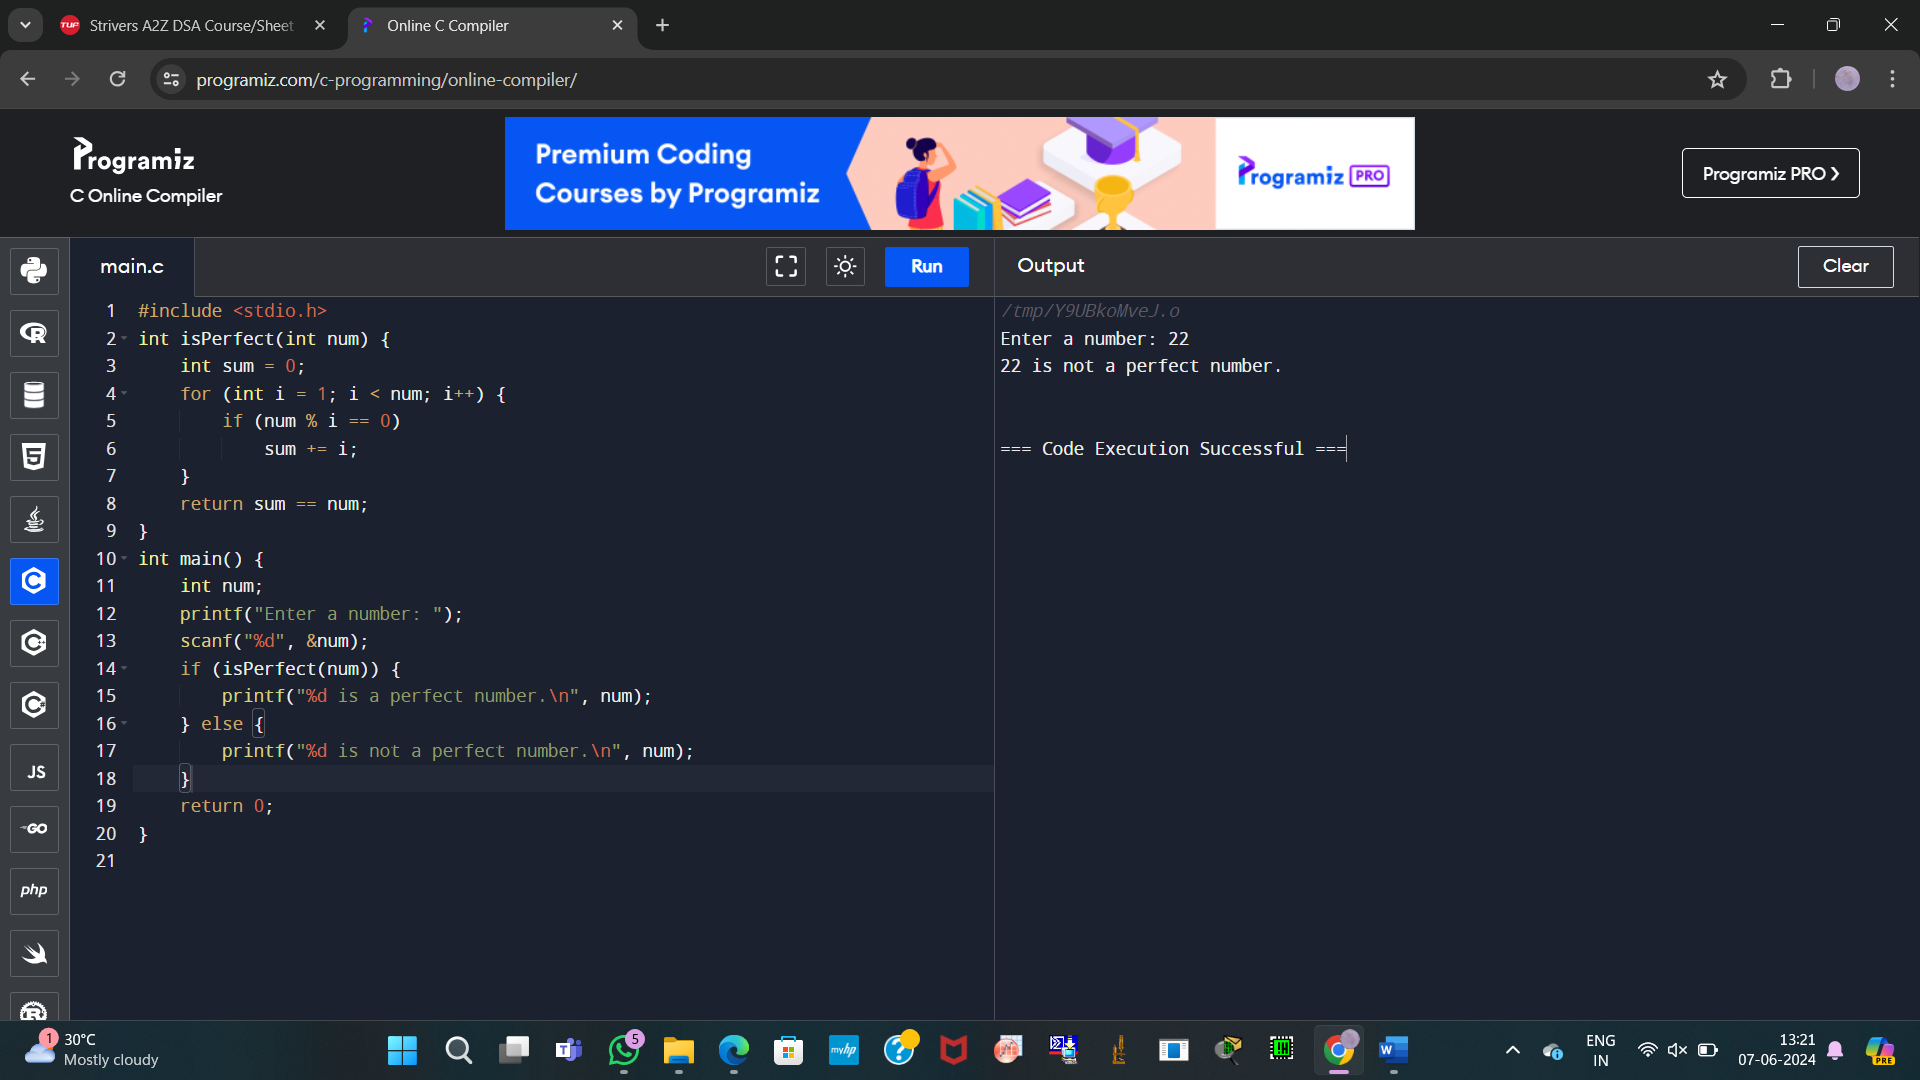 Strivers A2Z DSA Course/Sheet
Online C Compiler
programiz.com/c-programming/online-compiler/
Programiz
C Online Compiler
Premium Coding
Courses by Programiz
Programiz PRO
Programiz PRO
main.c
Run
Output
Clear
1 #include <stdio.h>
2 int isPerfect(int num) {
3     int sum = 0;
4     for (int i = 1; i < num; i++) {
5         if (num % i == 0)
6             sum += i;
7     }
8     return sum == num;
9 }
10 int main() {
11     int num;
12     printf("Enter a number: ");
13     scanf("%d", &num);
14     if (isPerfect(num)) {
15         printf("%d is a perfect number.\n", num);
16     } else {
17         printf("%d is not a perfect number.\n", num);
18     }
19     return 0;
20 }
21
/tmp/Y9UBkoMveJ.o
Enter a number: 22
22 is not a perfect number.
=== Code Execution Successful ===
JS
GO
php
1
30°C
Mostly cloudy
5
myhp
W
ENG
IN
13:21
07-06-2024
PRE